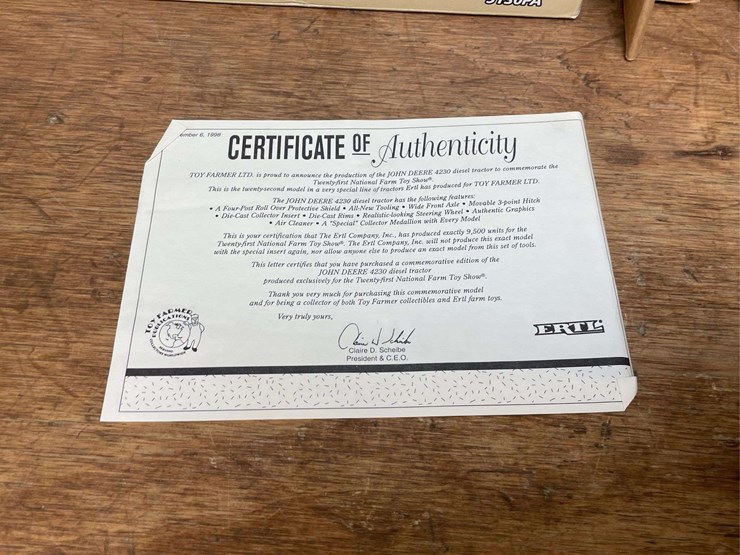 5130PA
ember 6, 1998
CERTIFICATE OF Authenticity
TOY FARMER LTD. is proud to announce the production of the JOHN DEERE 4230 diesel tractor to commemorate the
Twenty-first National Farm Toy Show®.
This is the twenty-second model in a very special line of tractors Ertl has produced for TOY FARMER LTD.
The JOHN DEERE 4230 diesel tractor has the following features:
• A Four-Post Roll Over Protective Shield • All-New Tooling • Wide Front Axle • Movable 3-point Hitch
• Die-Cast Collector Insert • Die-Cast Rims • Realistic-looking Steering Wheel • Authentic Graphics
• Air Cleaner • A "Special" Collector Medallion with Every Model
This is your certification that The Ertl Company, Inc., has produced exactly 9,500 units for the
Twenty-first National Farm Toy Show®. The Ertl Company, Inc. will not produce this exact model
with the special insert again, nor allow anyone else to produce an exact model from this set of tools.
This letter certifies that you have purchased a commemorative edition of the
JOHN DEERE 4230 diesel tractor
produced exclusively for the Twenty-first National Farm Toy Show®.
Thank you very much for purchasing this commemorative model
and for being a collector of both Toy Farmer collectibles and Ertl farm toys.
Very truly yours,
Claire D. Scheibe
President & C.E.O.
TOY FARMER
PUBLICATIONS
ERTL